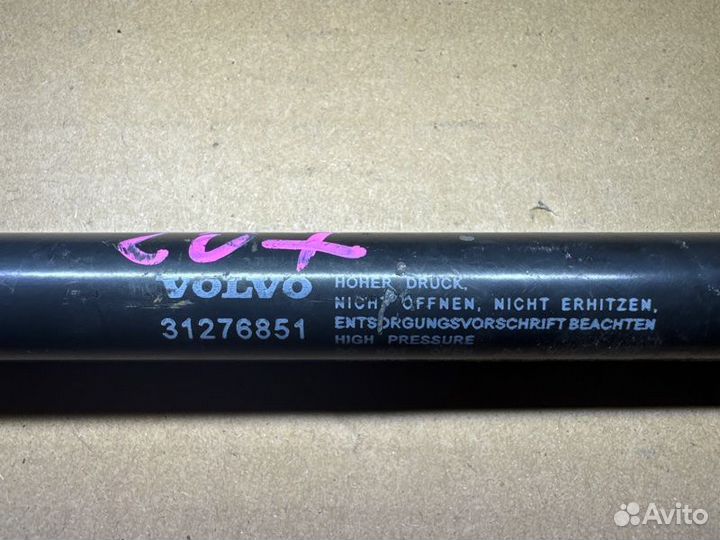 VOLVO
31276851
HOHER DRUCK,
NICHT ÖFFNEN, NICHT ERHITZEN,
ENTSORGUNGSVORSCHRIFT BEACHTEN
HIGH PRESSURE
Avito